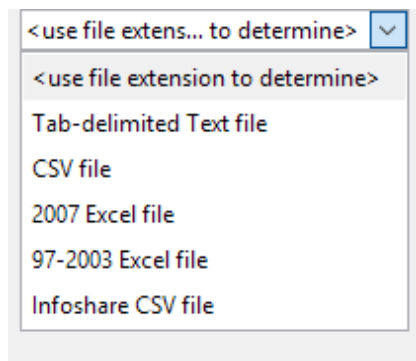 <use file extens... to determine>
<use file extension to determine>
Tab-delimited Text file
CSV file
2007 Excel file
97-2003 Excel file
Infoshare CSV file